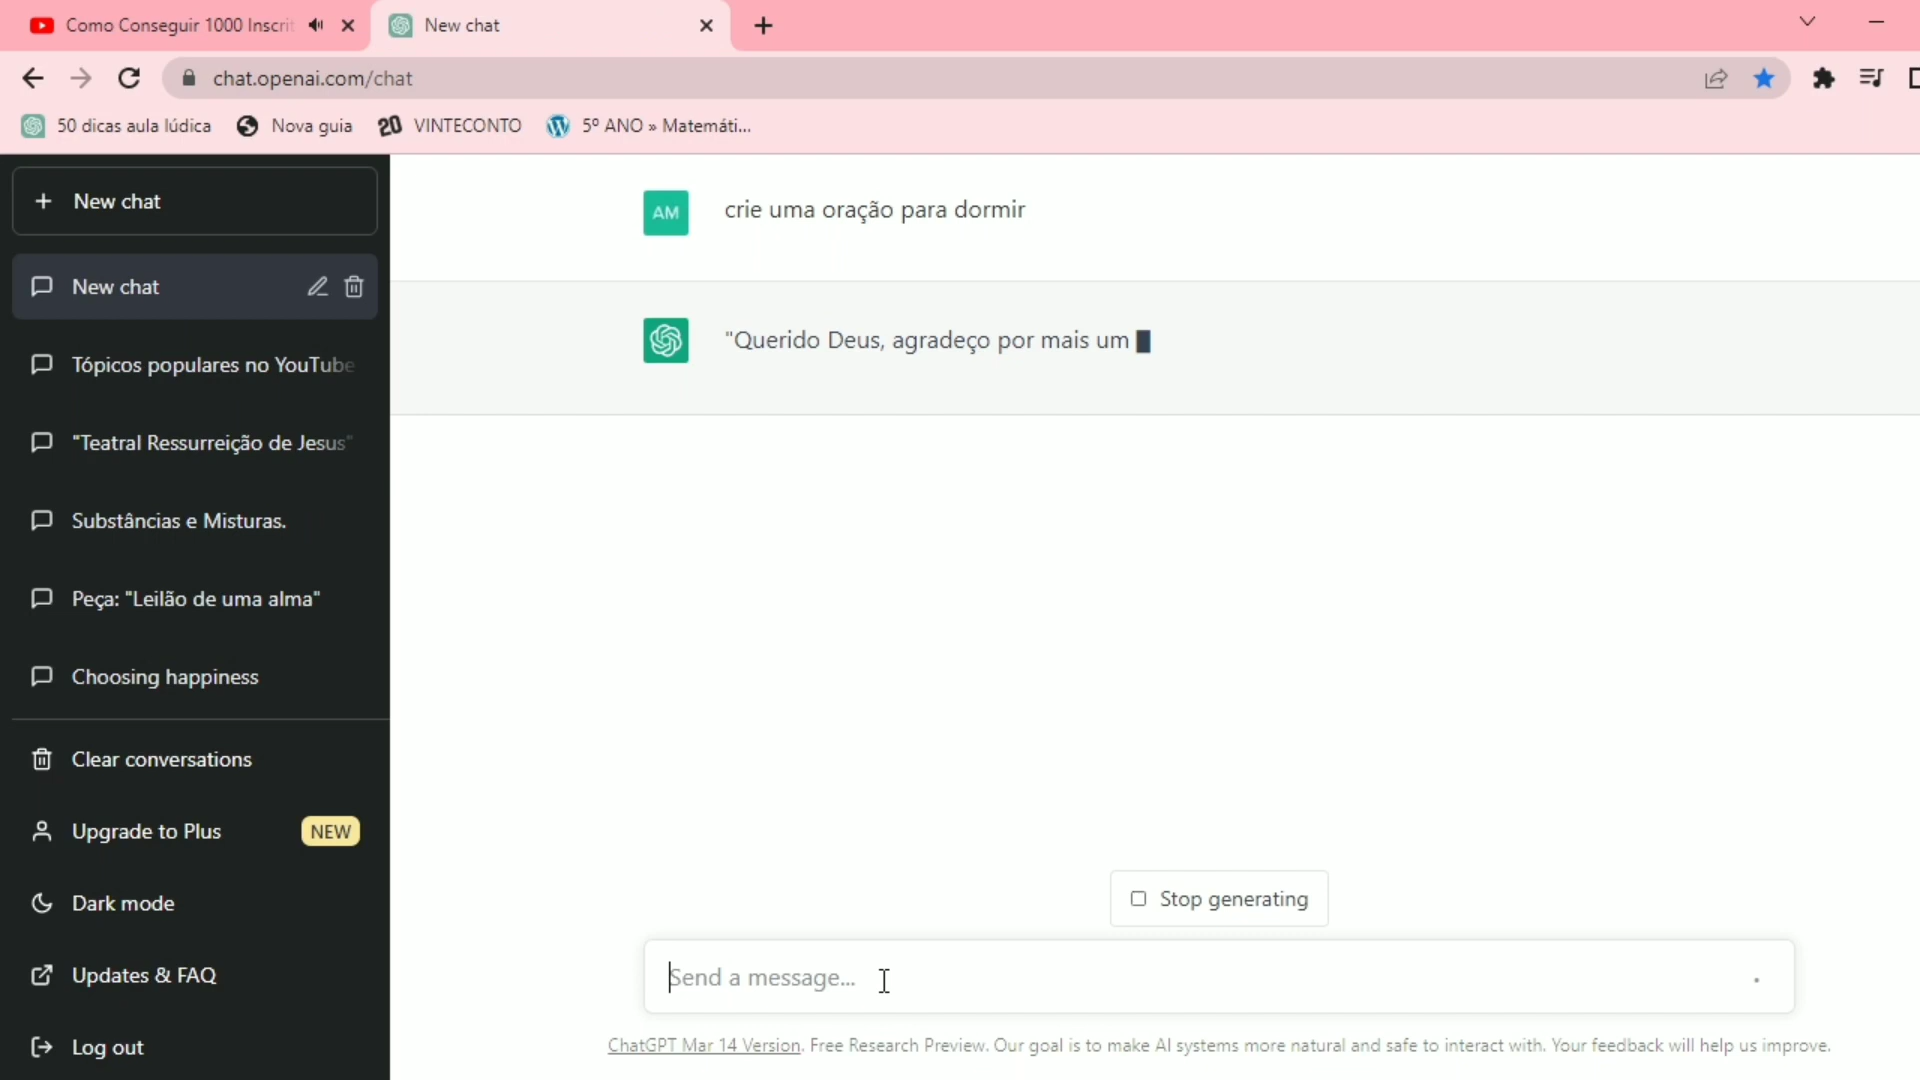 Como Conseguir 1000 Inscrit
New chat
chat.openai.com/chat
50 dicas aula lúdica
Nova guia
20 VINTECONTO
5º ANO » Matemáti...
New chat
New chat
Tópicos populares no YouTube
"Teatral Ressurreição de Jesus"
Substâncias e Misturas.
Peça: "Leilão de uma alma"
Choosing happiness
Clear conversations
Upgrade to Plus NEW
Dark mode
Updates & FAQ
Log out
AM crie uma oração para dormir
"Querido Deus, agradeço por mais um
Stop generating
Send a message...
ChatGPT Mar 14 Version. Free Research Preview. Our goal is to make AI systems more natural and safe to interact with. Your feedback will help us improve.